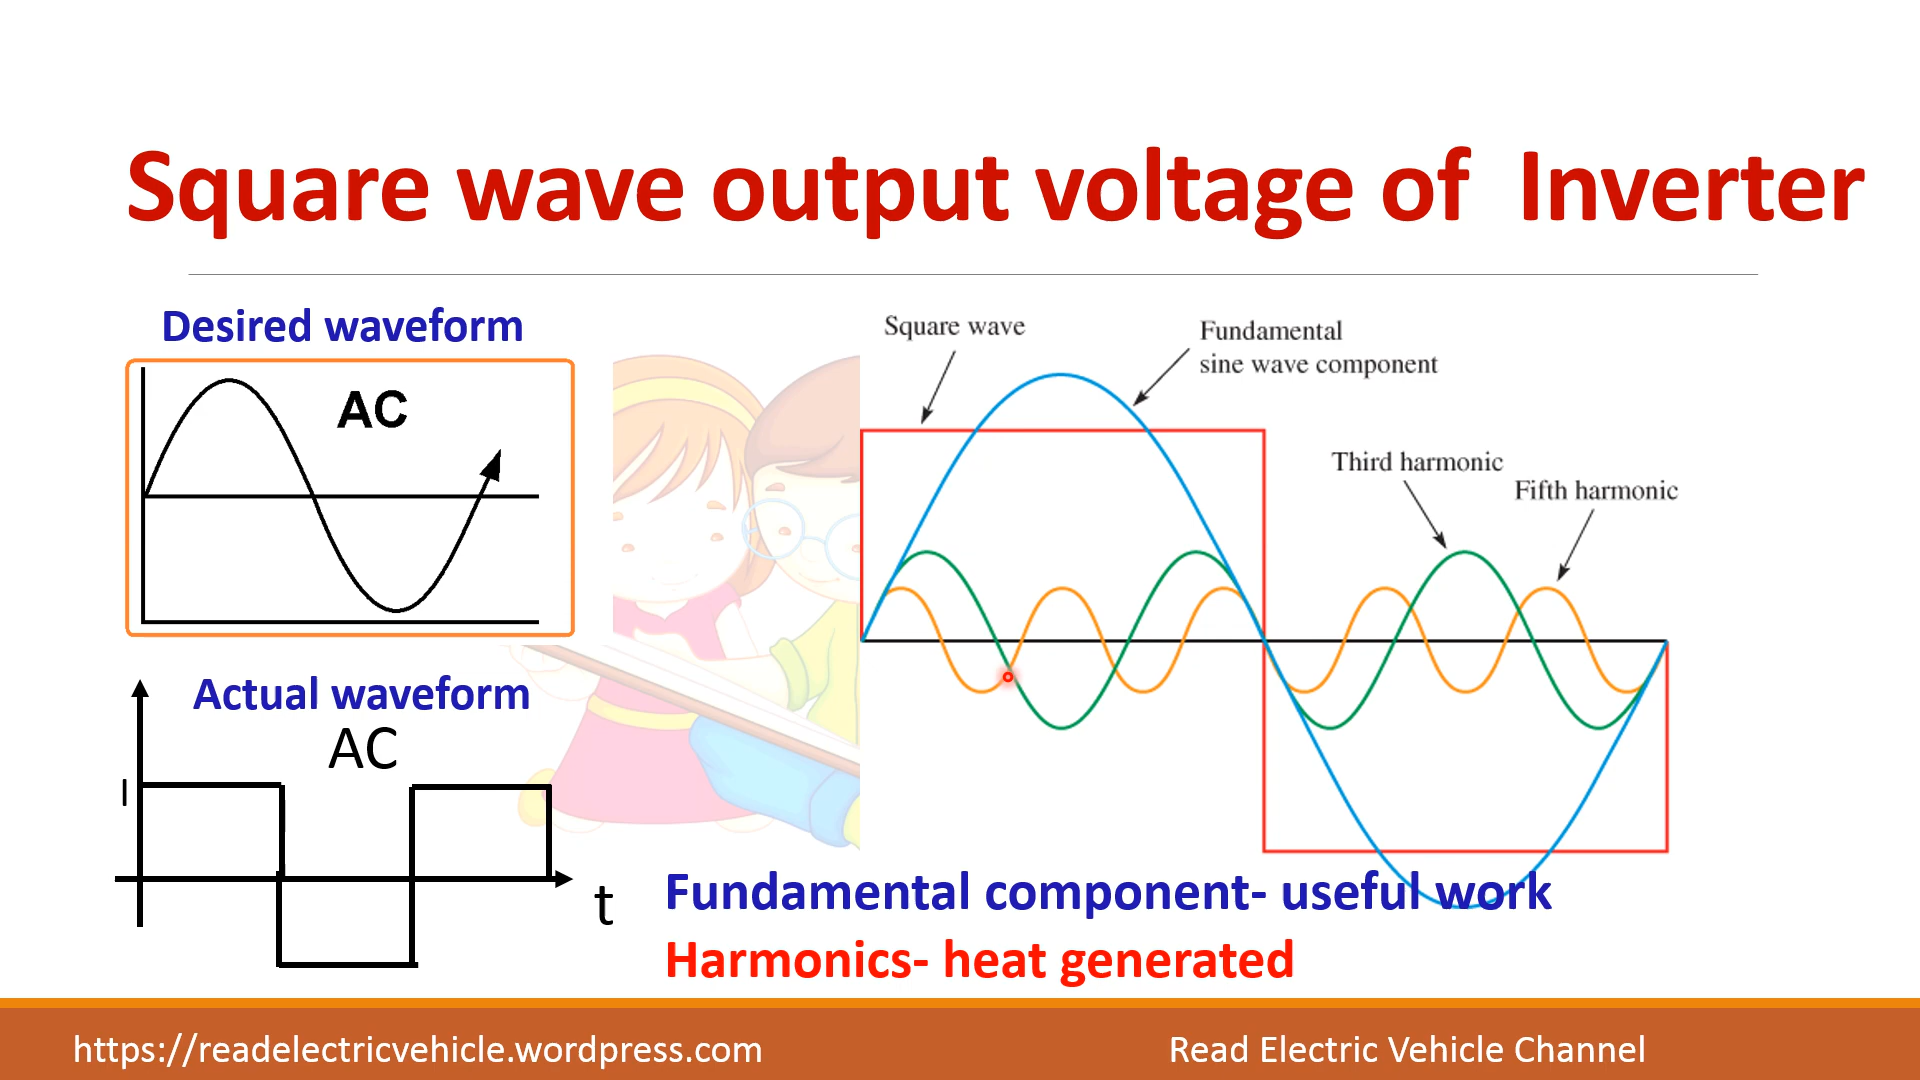 Square wave output voltage of  Inverter
Desired waveform
AC
Actual waveform
AC
I
t
Square wave
Fundamental
sine wave component
Third harmonic
Fifth harmonic
Fundamental component- useful work
Harmonics- heat generated
https://readelectricvehicle.wordpress.com
Read Electric Vehicle Channel